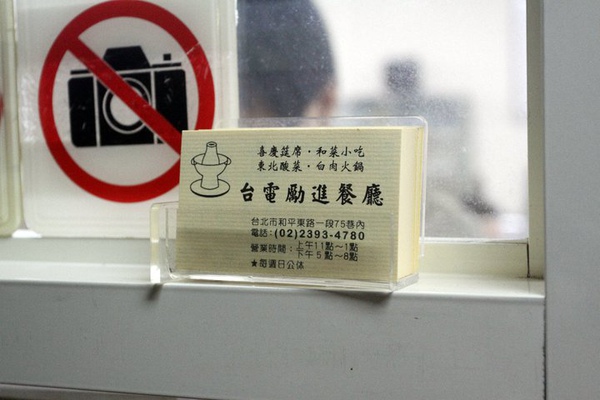 喜慶筵席・和菜小吃
東北酸菜・白肉火鍋
台電勵進餐廳
台北市和平東路一段75巷內
電話:(02)2393-4780
營業時間:上午11點～1點
下午5點～8點
★每週日公休